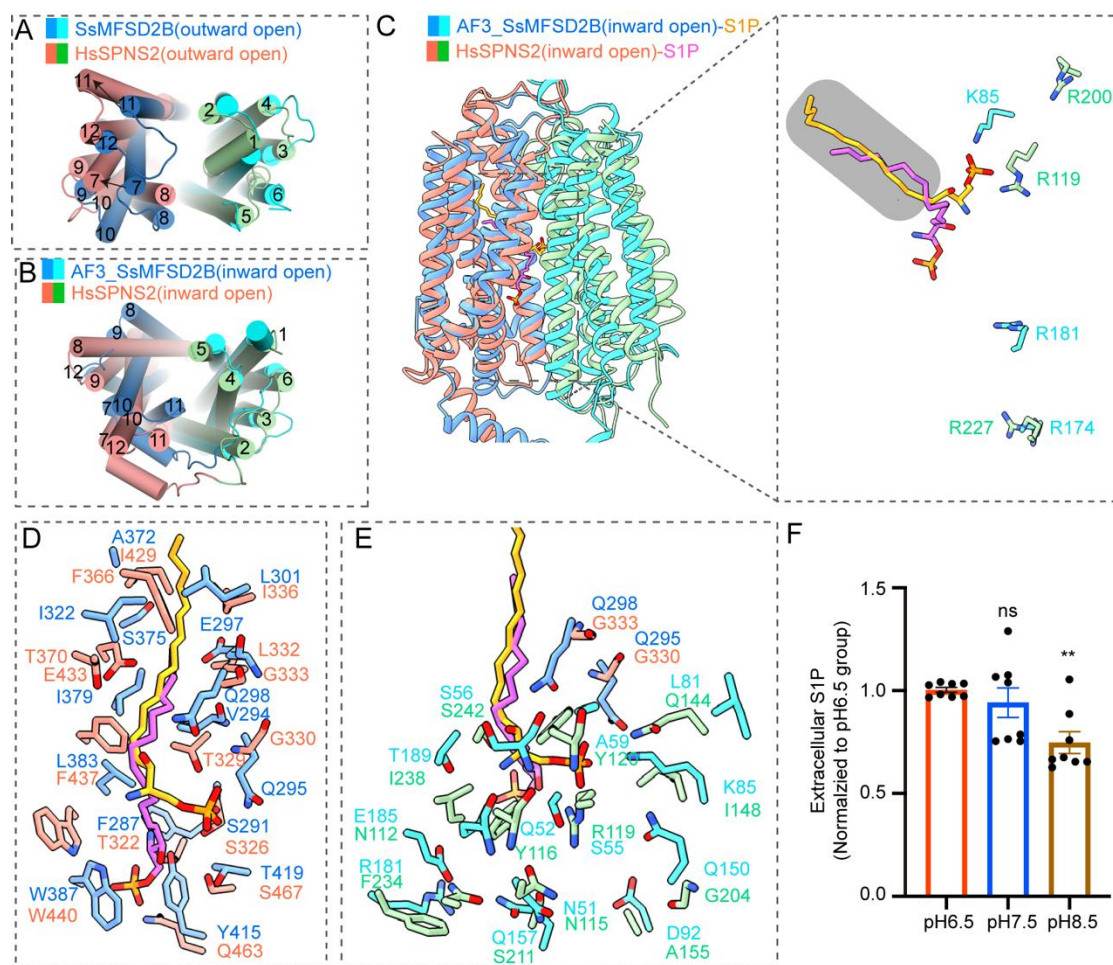 A
SsMFSD2B(outward open)
HsSPNS2(outward open)
11
11
12
12
9
7
7
9
10
8
8
10
2
4
1
3
6
5
B
AF3_SsMFSD2B(inward open)
HsSPNS2(inward open)
8
9
8
5
1
12
9
4
6
7
10
11
10
3
7
12
11
2
C
AF3_SsMFSD2B(inward open)-S1P
HsSPNS2(inward open)-S1P
R200
K85
R119
R181
R227
R174
D
A372
I429
F366
L301
I336
I322
S375
E297
L332
G333
T370
E433
I379
Q298
V294
G330
T329
L383
F437
Q295
F287
T322
S291
S326
W387
W440
T419
S467
Y415
Q463
E
Q298
G333
Q295
G330
S56
S242
L81
Q144
T189
I238
A59
Y120
K85
I148
E185
N112
Q52
R119
S55
Y116
R181
F234
Q150
G204
N51
N115
Q157
S211
D92
A155
F
Extracellular S1P
(Normalzied to pH6.5 group)
1.5
1.0
0.5
0.0
ns
**
pH6.5 pH7.5 pH8.5